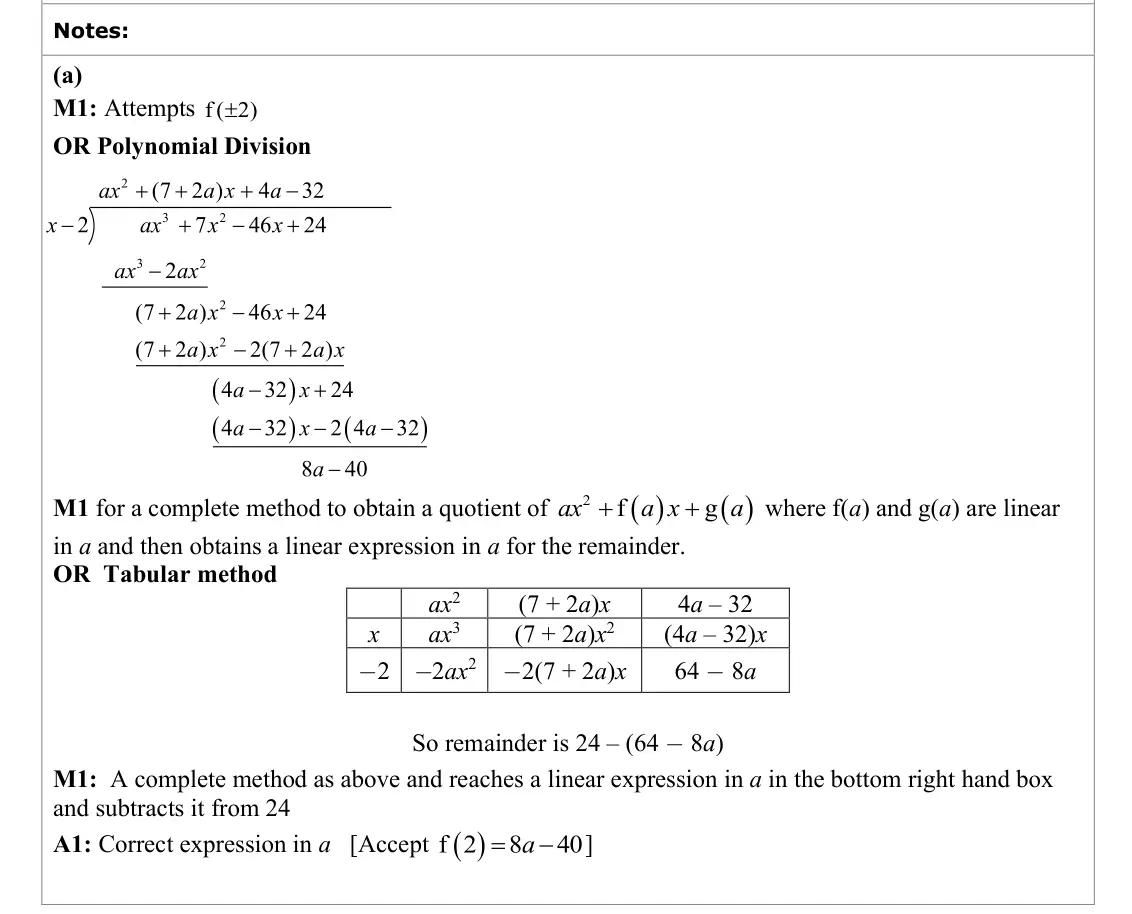 Notes:
(a)
M1: Attempts f(±2)
OR Polynomial Division
ax² + (7 + 2a)x + 4a − 32
x − 2) ax³ + 7x² − 46x + 24
ax³ − 2ax²
(7 + 2a)x² − 46x + 24
(7 + 2a)x² − 2(7 + 2a)x
(4a − 32)x + 24
(4a − 32)x − 2(4a − 32)
8a − 40
M1 for a complete method to obtain a quotient of ax² + f(a)x + g(a) where f(a) and g(a) are linear
in a and then obtains a linear expression in a for the remainder.
OR Tabular method
ax² (7 + 2a)x 4a – 32
x ax³ (7 + 2a)x² (4a – 32)x
−2 −2ax² −2(7 + 2a)x 64 − 8a
So remainder is 24 – (64 − 8a)
M1: A complete method as above and reaches a linear expression in a in the bottom right hand box
and subtracts it from 24
A1: Correct expression in a [Accept f(2) = 8a − 40]